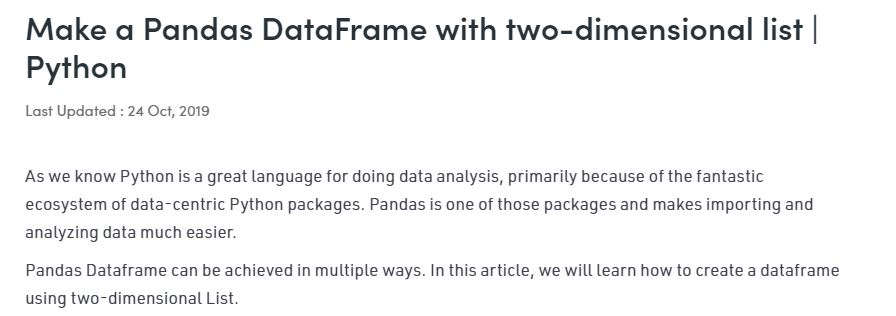 Make a Pandas DataFrame with two-dimensional list |
Python
Last Updated : 24 Oct, 2019
As we know Python is a great language for doing data analysis, primarily because of the fantastic
ecosystem of data-centric Python packages. Pandas is one of those packages and makes importing and
analyzing data much easier.
Pandas Dataframe can be achieved in multiple ways. In this article, we will learn how to create a dataframe
using two-dimensional List.